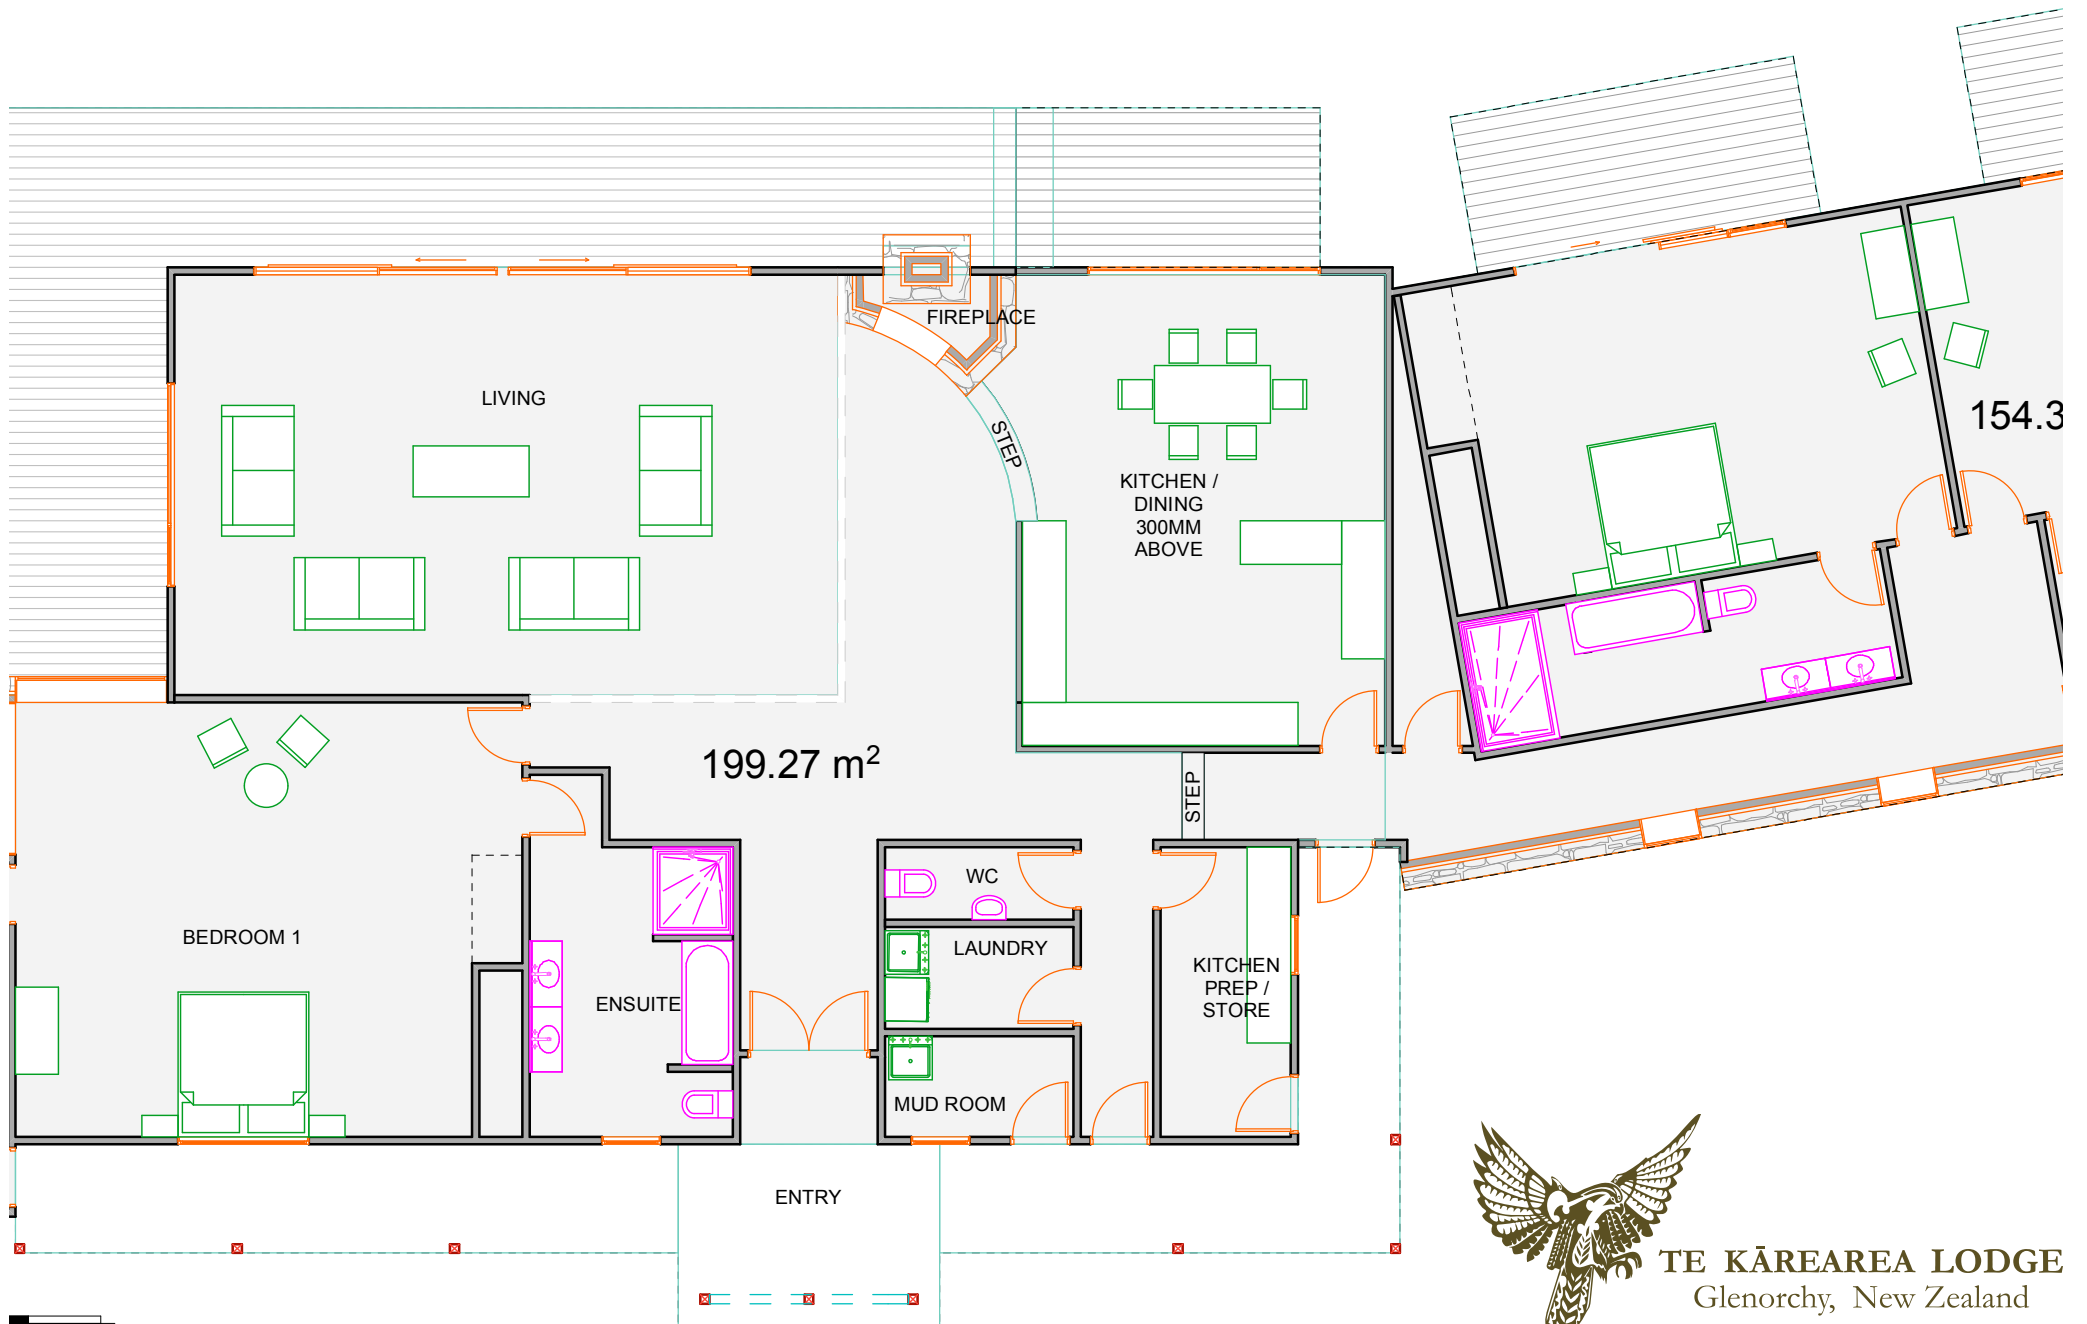 FIREPLACE
LIVING
STEP
154.3
KITCHEN /
DINING
300MM
ABOVE
199.27 m²
STEP
WC
BEDROOM 1
LAUNDRY
KITCHEN
PREP /
STORE
ENSUITE
MUD ROOM
ENTRY
TE KĀREAREA LODGE
Glenorchy, New Zealand